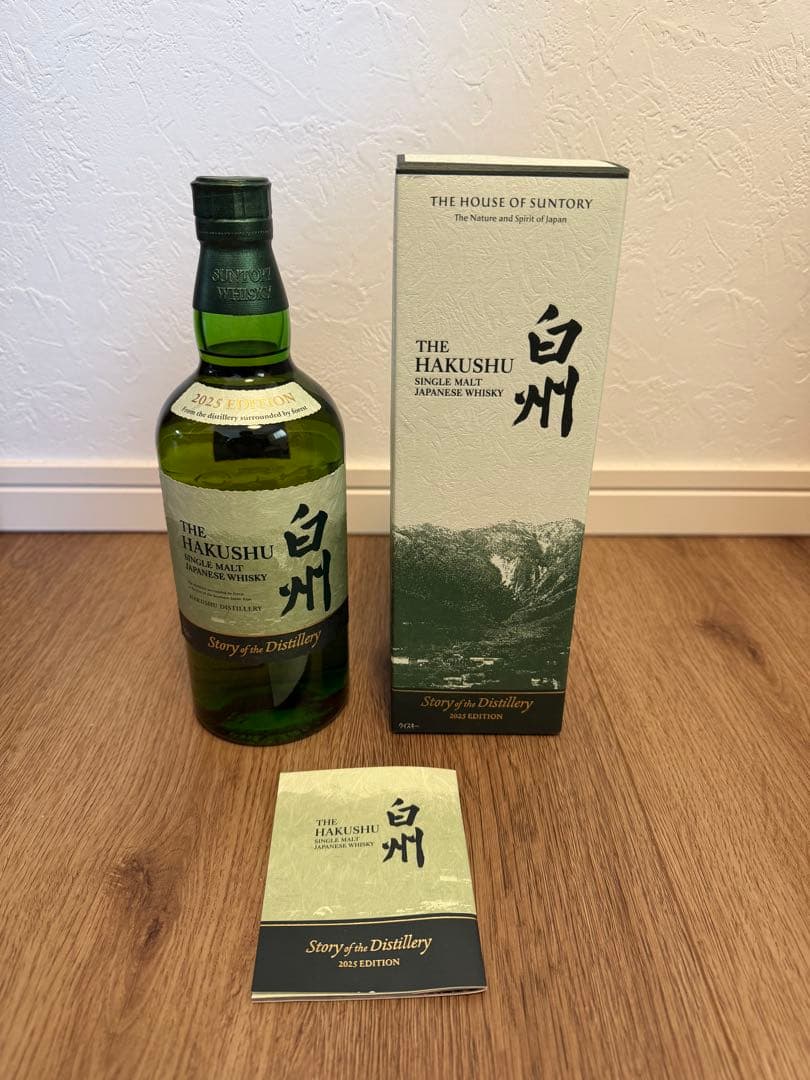 SUNTORY
WHISKY
2025 EDITION
From the distillery surrounded by forest
THE
HAKUSHU
SINGLE MALT
JAPANESE WHISKY
白州
HAKUSHU DISTILLERY
Story of the Distillery
THE HOUSE OF SUNTORY
The Nature and Spirit of Japan
THE
HAKUSHU
SINGLE MALT
JAPANESE WHISKY
白州
Story of the Distillery
2025 EDITION
ウイスキー
THE
HAKUSHU
SINGLE MALT
JAPANESE WHISKY
白州
Story of the Distillery
2025 EDITION